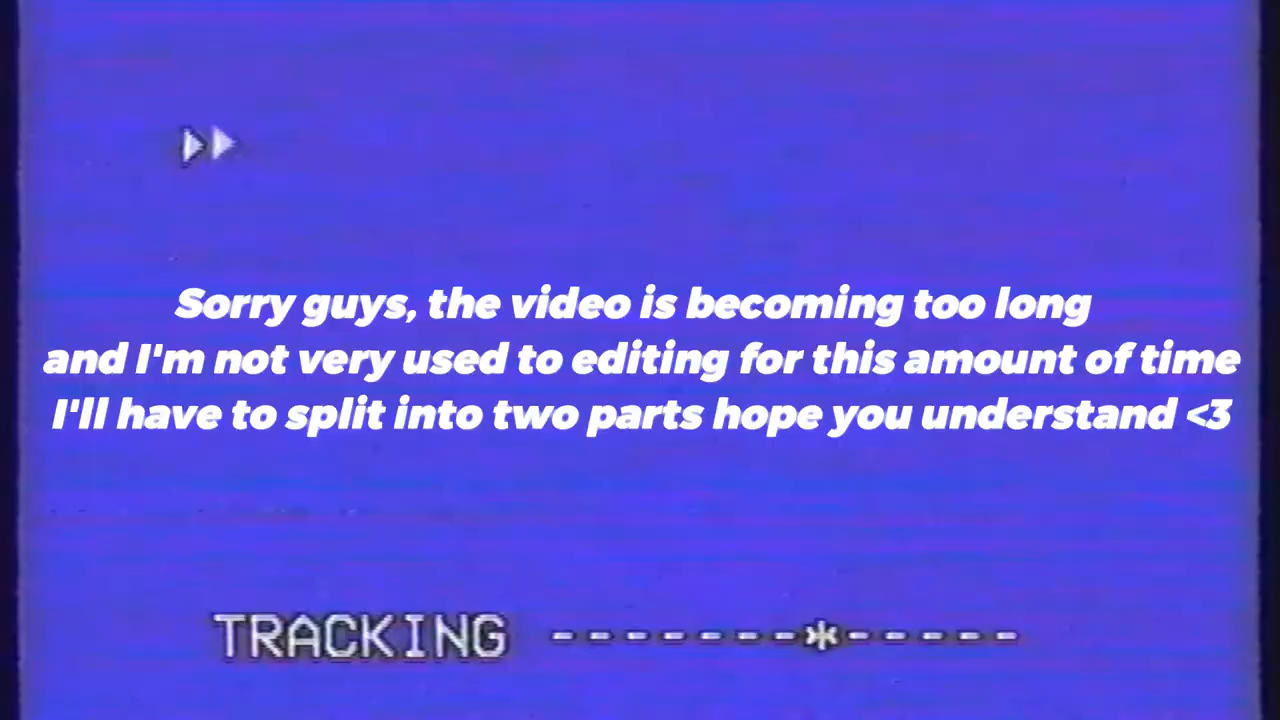 Sorry guys, the video is becoming too long
and I'm not very used to editing for this amount of time
I'll have to split into two parts hope you understand <3
TRACKING -------*-----